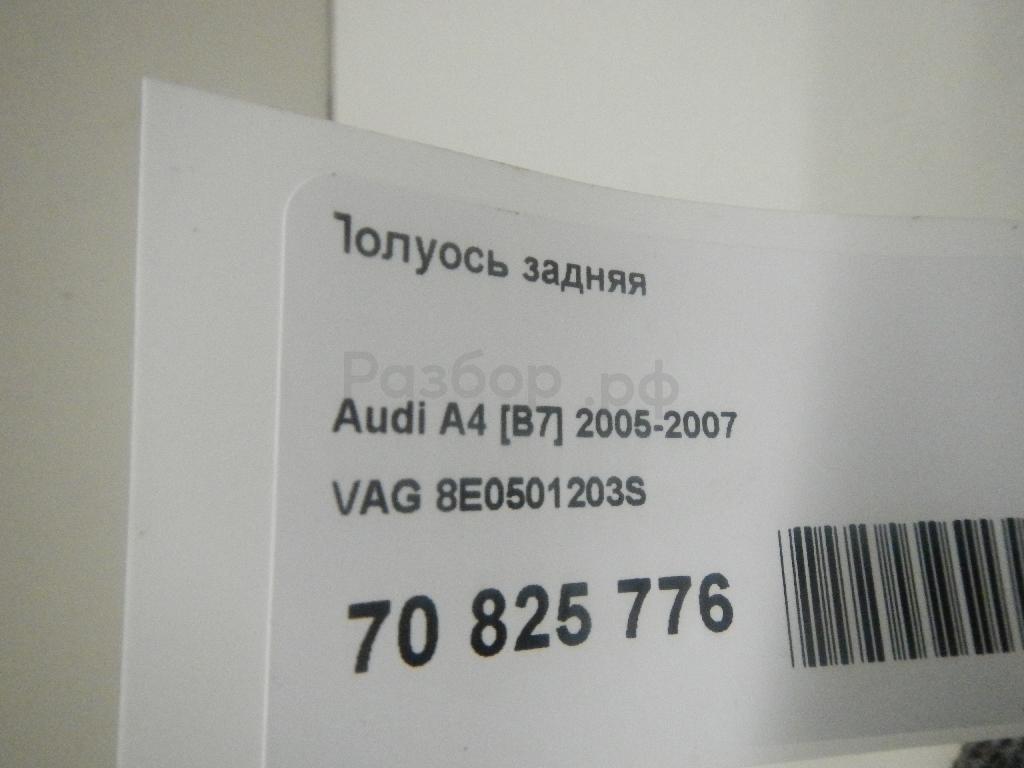 Полуось задняя
Разбор.рф
Audi A4 [B7] 2005-2007
VAG 8E0501203S
70 825 776